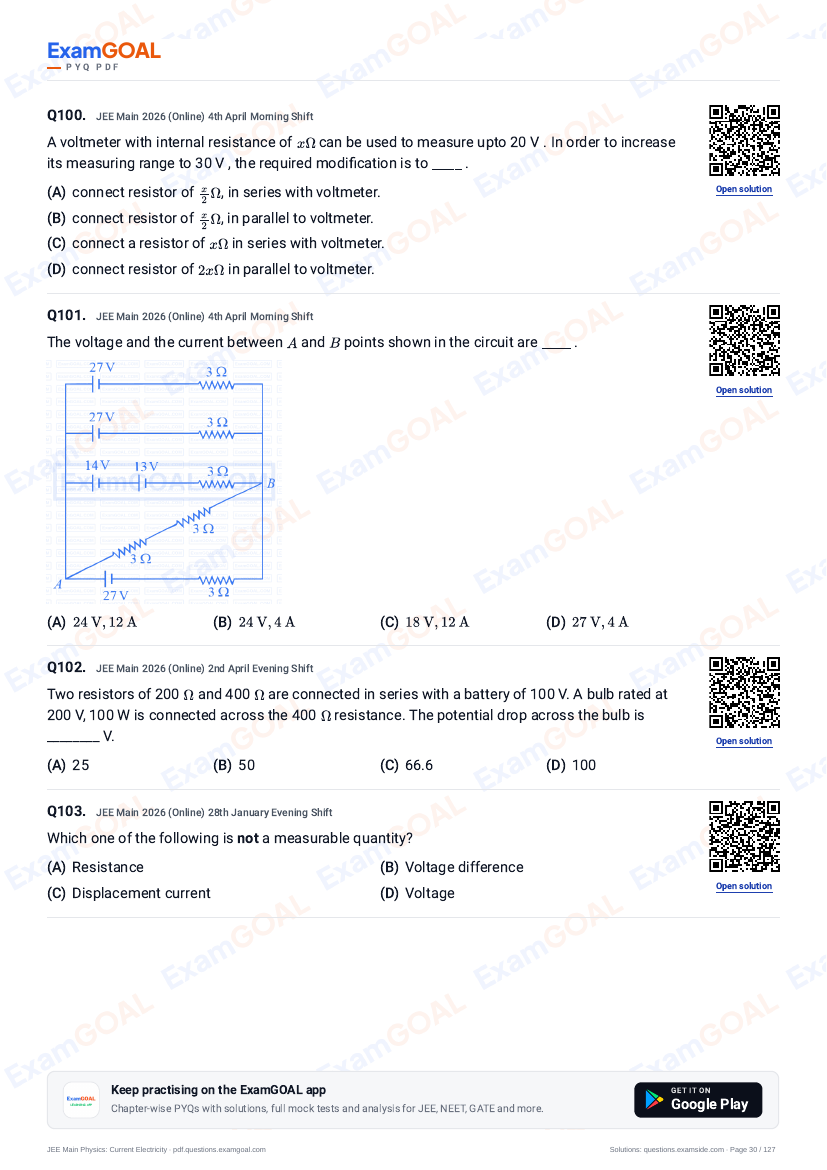 ExamGOAL
PYQ PDF
Q100. JEE Main 2026 (Online) 4th April Morning Shift
A voltmeter with internal resistance of xΩ can be used to measure upto 20 V . In order to increase
its measuring range to 30 V , the required modification is to ____ .
(A) connect resistor of x/2 Ω, in series with voltmeter.
(B) connect resistor of x/2 Ω, in parallel to voltmeter.
(C) connect a resistor of xΩ in series with voltmeter.
(D) connect resistor of 2xΩ in parallel to voltmeter.
Open solution
Q101. JEE Main 2026 (Online) 4th April Morning Shift
The voltage and the current between A and B points shown in the circuit are ____ .
Open solution
27 V 3 Ω
27 V 3 Ω
14 V 13 V 3 Ω
B
3 Ω
3 Ω
A
27 V 3 Ω
(A) 24 V, 12 A (B) 24 V, 4 A (C) 18 V, 12 A (D) 27 V, 4 A
Q102. JEE Main 2026 (Online) 2nd April Evening Shift
Two resistors of 200 Ω and 400 Ω are connected in series with a battery of 100 V. A bulb rated at
200 V, 100 W is connected across the 400 Ω resistance. The potential drop across the bulb is
________ V.
Open solution
(A) 25 (B) 50 (C) 66.6 (D) 100
Q103. JEE Main 2026 (Online) 28th January Evening Shift
Which one of the following is not a measurable quantity?
(A) Resistance (B) Voltage difference
(C) Displacement current (D) Voltage
Open solution
Keep practising on the ExamGOAL app
Chapter-wise PYQs with solutions, full mock tests and analysis for JEE, NEET, GATE and more.
GET IT ON
Google Play
JEE Main Physics: Current Electricity · pdf.questions.examgoal.com Solutions: questions.examside.com · Page 30 / 127